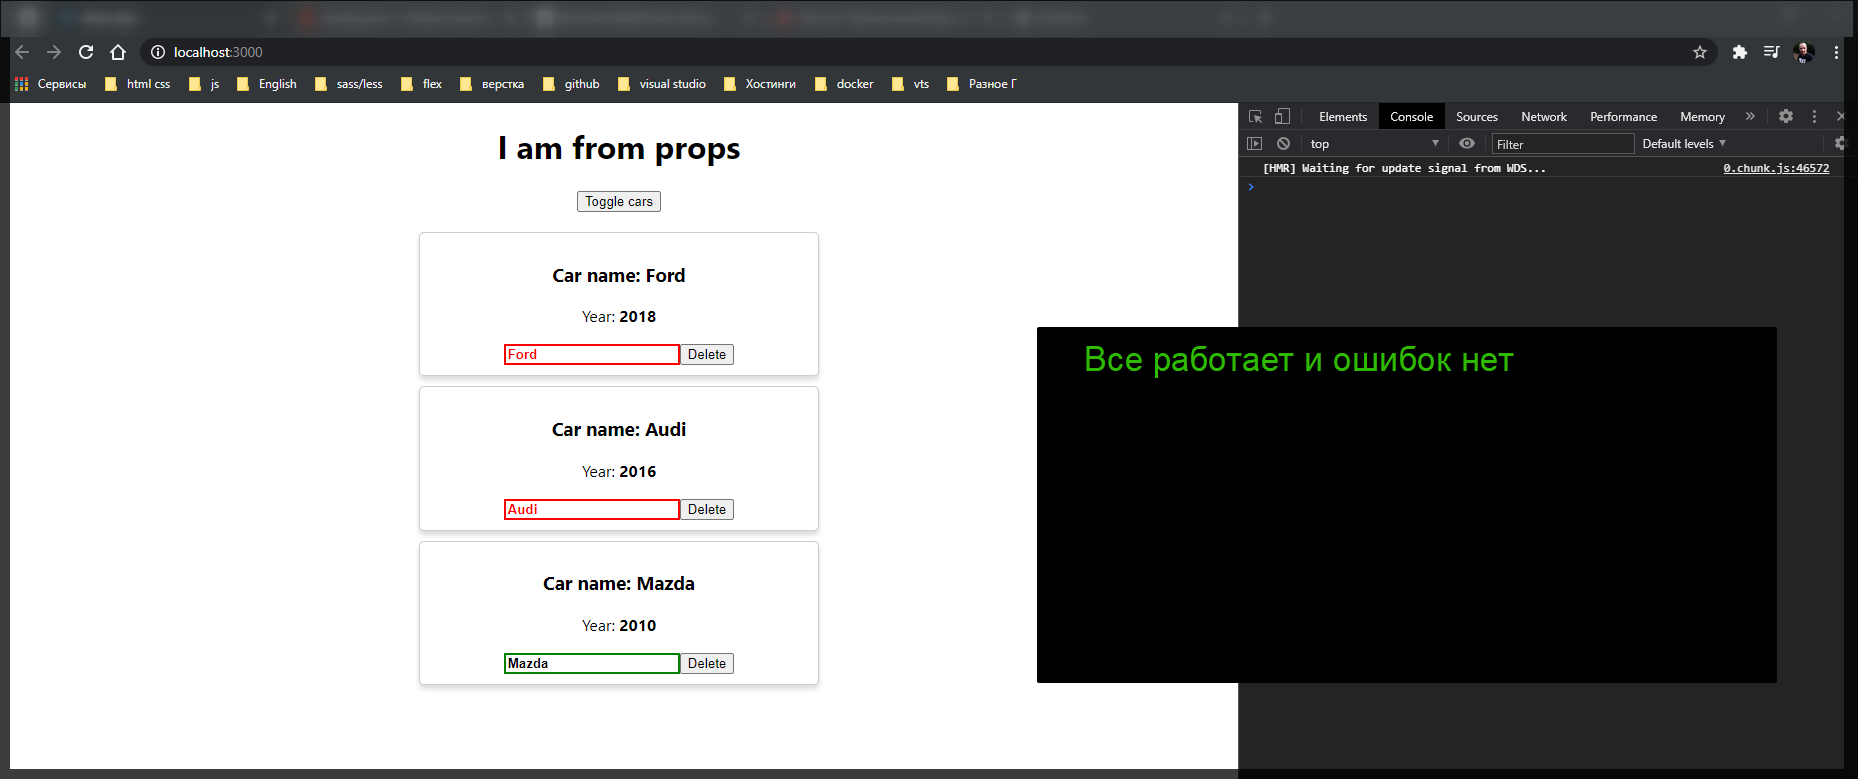 localhost:3000
Сервисы html css js English sass/less flex верстка github visual studio Хостинги docker vts Разное Г
I am from props
Toggle cars
Car name: Ford
Year: 2018
Ford Delete
Car name: Audi
Year: 2016
Audi Delete
Car name: Mazda
Year: 2010
Mazda Delete
Elements Console Sources Network Performance Memory »
top Filter Default levels
[HMR] Waiting for update signal from WDS... 0.chunk.js:46572
Все работает и ошибок нет